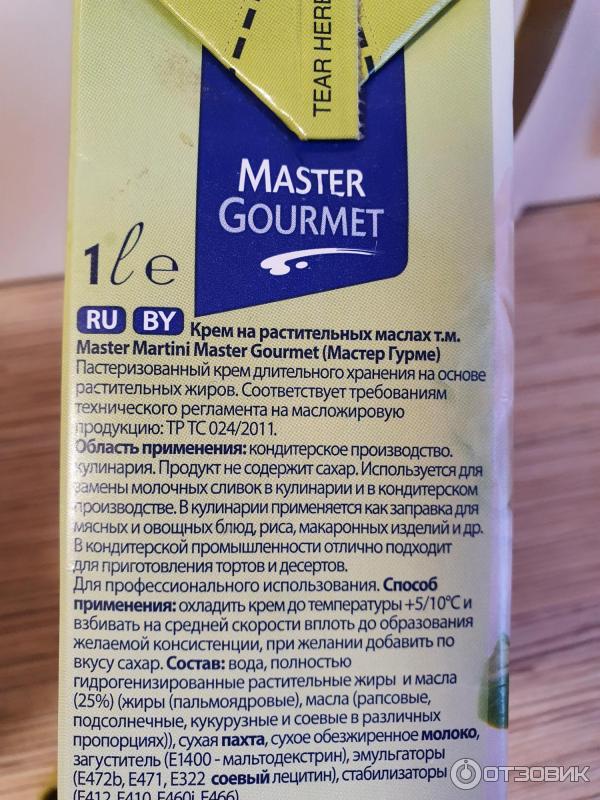 TEAR HERE
MASTER
GOURMET
1 l e
RU BY Крем на растительных маслах т.м.
Master Martini Master Gourmet (Мастер Гурме)
Пастеризованный крем длительного хранения на основе
растительных жиров. Соответствует требованиям
технического регламента на масложировую
продукцию: ТР ТС 024/2011.
Область применения: кондитерское производство.
кулинария. Продукт не содержит сахар. Используется для
замены молочных сливок в кулинарии и в кондитерском
производстве. В кулинарии применяется как заправка для
мясных и овощных блюд, риса, макаронных изделий и др.
В кондитерской промышленности отлично подходит
для приготовления тортов и десертов.
Для профессионального использования. Способ
применения: охладить крем до температуры +5/10°С и
взбивать на средней скорости вплоть до образования
желаемой консистенции, при желании добавить по
вкусу сахар. Состав: вода, полностью
гидрогенизированные растительные жиры и масла
(25%) (жиры (пальмоядровые), масла (рапсовые,
подсолнечные, кукурузные и соевые в различных
пропорциях)), сухая пахта, сухое обезжиренное молоко,
загуститель (Е1400 - мальтодекстрин), эмульгаторы
(Е472b, Е471, Е322 соевый лецитин), стабилизаторы
(Е412, Е410, Е460i, Е466)
ОТЗОВИК